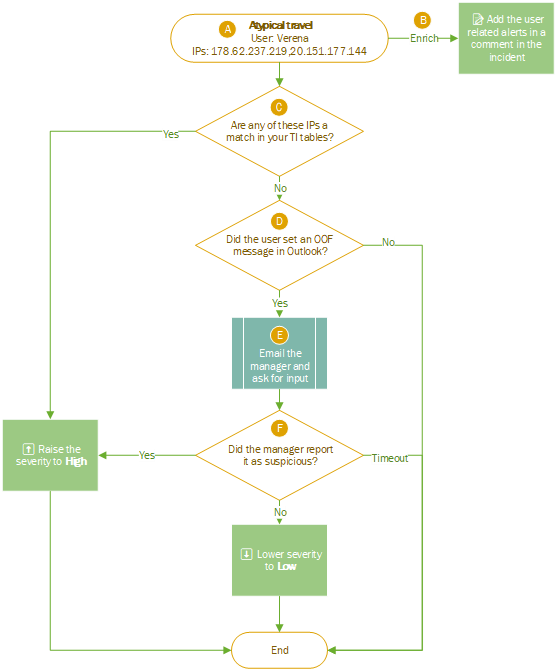 A
Atypical travel
User: Verena
IPs: 178.62.237.219,20.151.177.144
B
Enrich
Add the user
related alerts in a
comment in the
incident
C
Are any of these IPs a
match in your TI tables?
Yes
No
D
Did the user set an OOF
message in Outlook?
No
Yes
E
Email the
manager and
ask for input
F
Did the manager report
it as suspicious?
Yes
Timeout
Raise the
severity to High
No
Lower severity
to Low
End